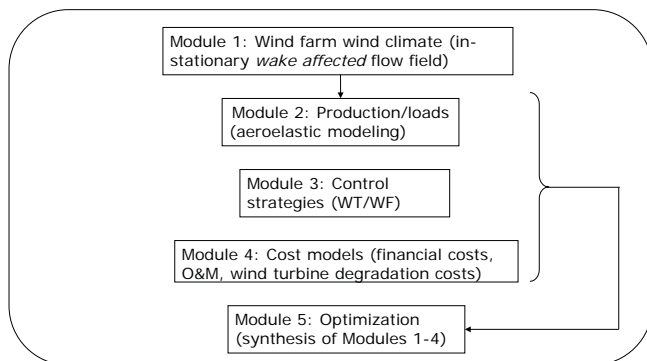 Module 1: Wind farm wind climate (in-
stationary wake affected flow field)
Module 2: Production/loads
(aeroelastic modeling)
Module 3: Control
strategies (WT/WF)
Module 4: Cost models (financial costs,
O&M, wind turbine degradation costs)
Module 5: Optimization
(synthesis of Modules 1-4)